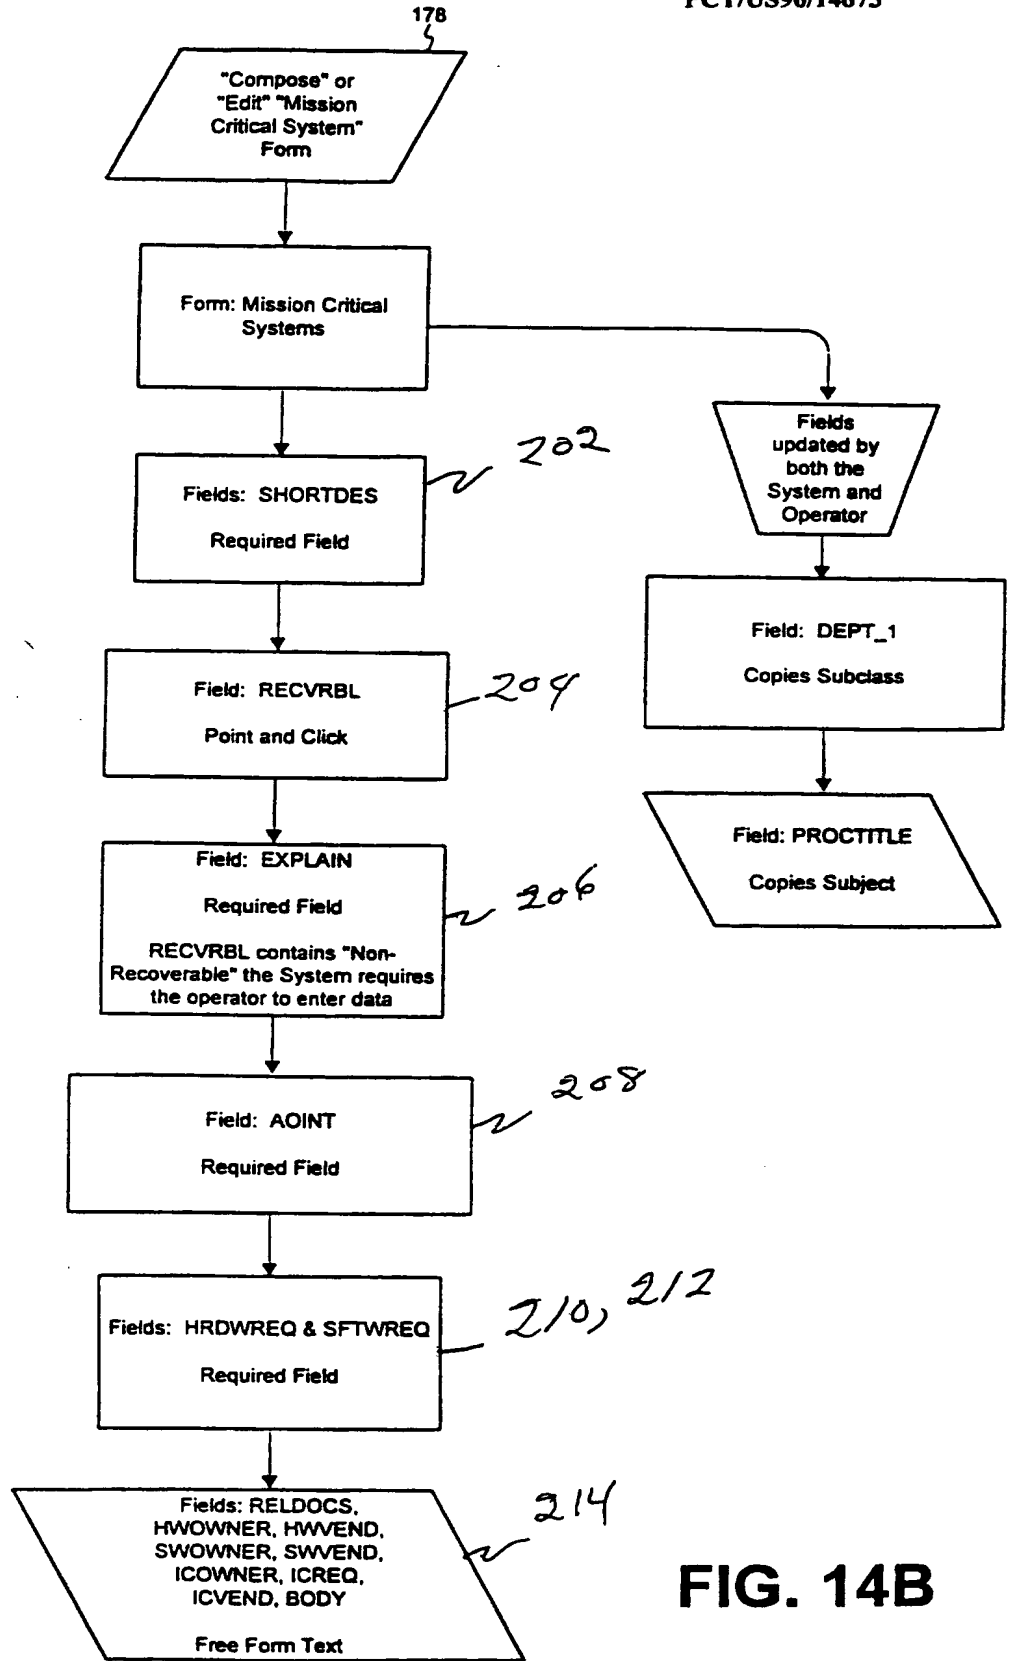 178
"Compose" or
"Edit" "Mission
Critical System"
Form
Form: Mission Critical
Systems
Fields
updated by
both the
System and
Operator
Fields: SHORTDES
Required Field
202
Field: DEPT_1
Copies Subclass
Field: RECVRBL
Point and Click
204
Field: PROCTITLE
Copies Subject
Field: EXPLAIN
Required Field
RECVRBL contains "Non-
Recoverable" the System requires
the operator to enter data
206
Field: AOINT
Required Field
208
Fields: HRDWREQ & SFTWREQ
Required Field
210, 212
Fields: RELDOCS,
HWOWNER, HWVEND,
SWOWNER, SWVEND,
ICOWNER, ICREQ,
ICVEND, BODY
Free Form Text
214
FIG. 14B